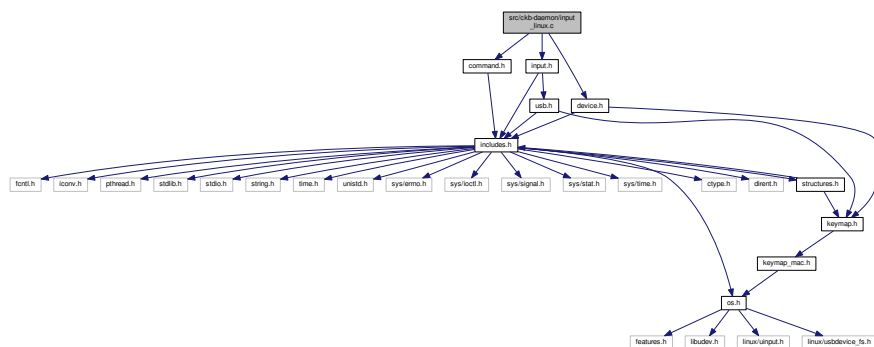 src/ckb-daemon/input
_linux.c
command.h
input.h
usb.h
device.h
includes.h
fcntl.h
iconv.h
pthread.h
stdlib.h
stdio.h
string.h
time.h
unistd.h
sys/errno.h
sys/ioctl.h
sys/signal.h
sys/stat.h
sys/time.h
ctype.h
dirent.h
structures.h
keymap.h
keymap_mac.h
os.h
features.h
libudev.h
linux/uinput.h
linux/usbdevice_fs.h